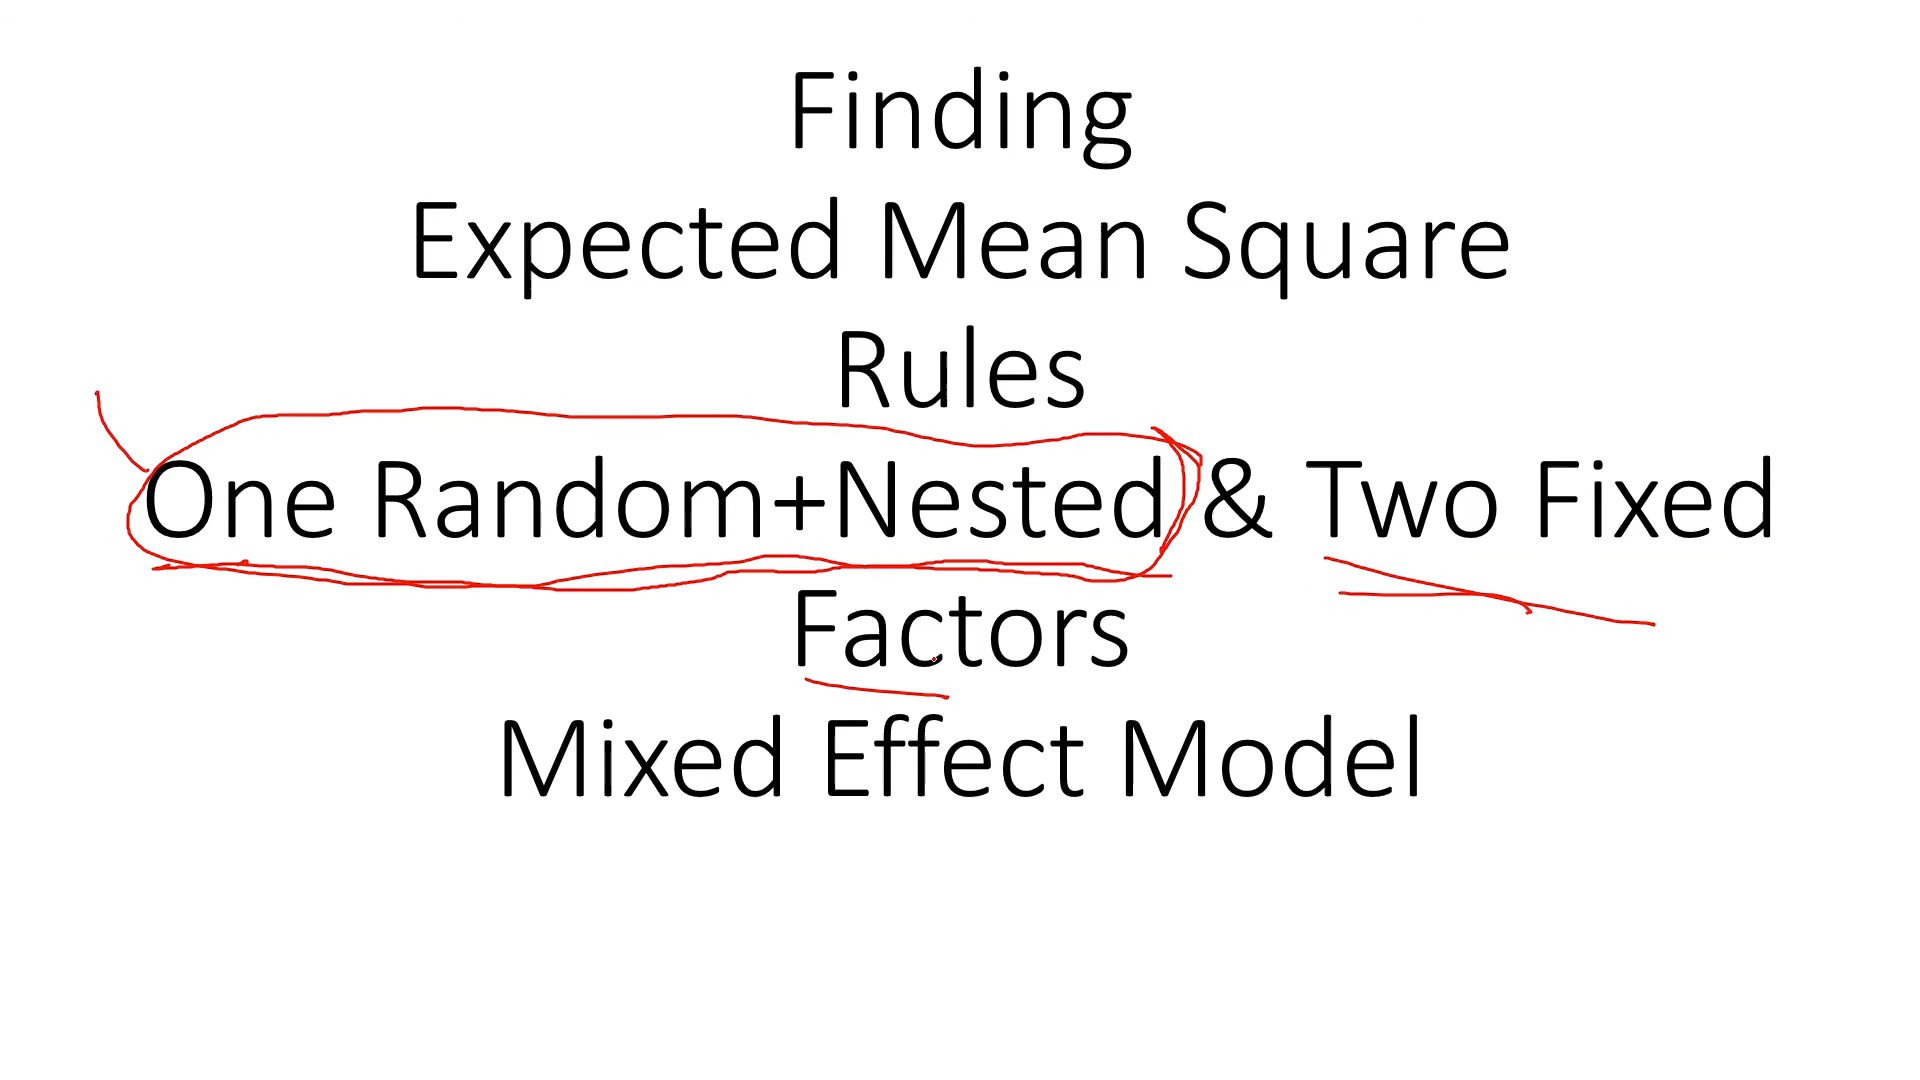 Finding
Expected Mean Square
Rules
One Random+Nested & Two Fixed
Factors
Mixed Effect Model